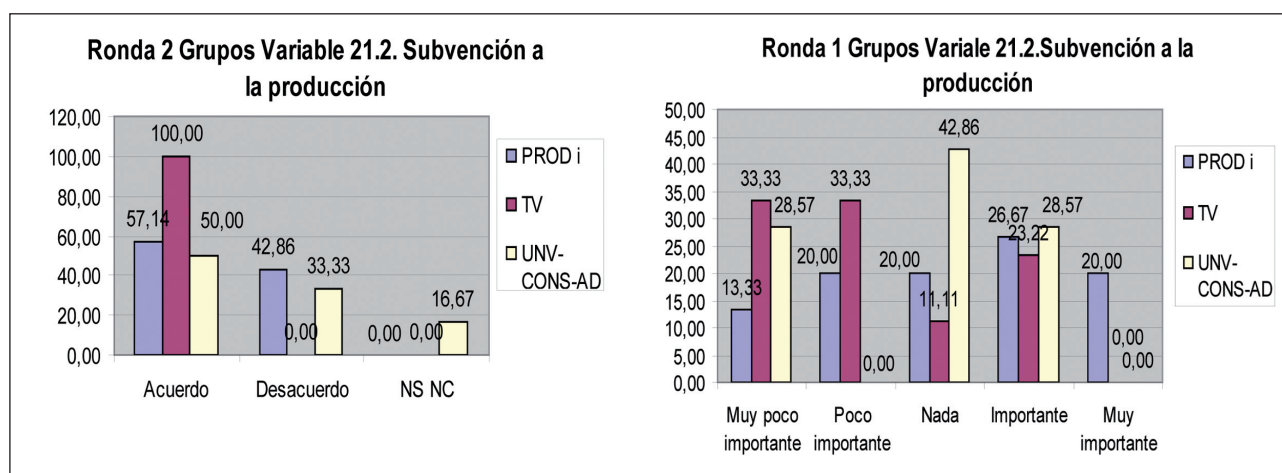 Ronda 2 Grupos Variable 21.2. Subvención a
la producción
120,00
100,00
80,00
60,00
40,00
20,00
0,00
57,14
100,00
50,00
42,86
0,00
33,33
0,00
0,00
16,67
Acuerdo
Desacuerdo
NS NC
PROD i
TV
UNV-
CONS-AD
Ronda 1 Grupos Variale 21.2.Subvención a la
producción
50,00
45,00
40,00
35,00
30,00
25,00
20,00
15,00
10,00
5,00
0,00
13,33
33,33
28,57
20,00
33,33
0,00
20,00
11,11
42,86
26,67
23,22
28,57
20,00
0,00
0,00
Muy poco
importante
Poco
importante
Nada
Importante
Muy
importante
PROD i
TV
UNV-
CONS-AD